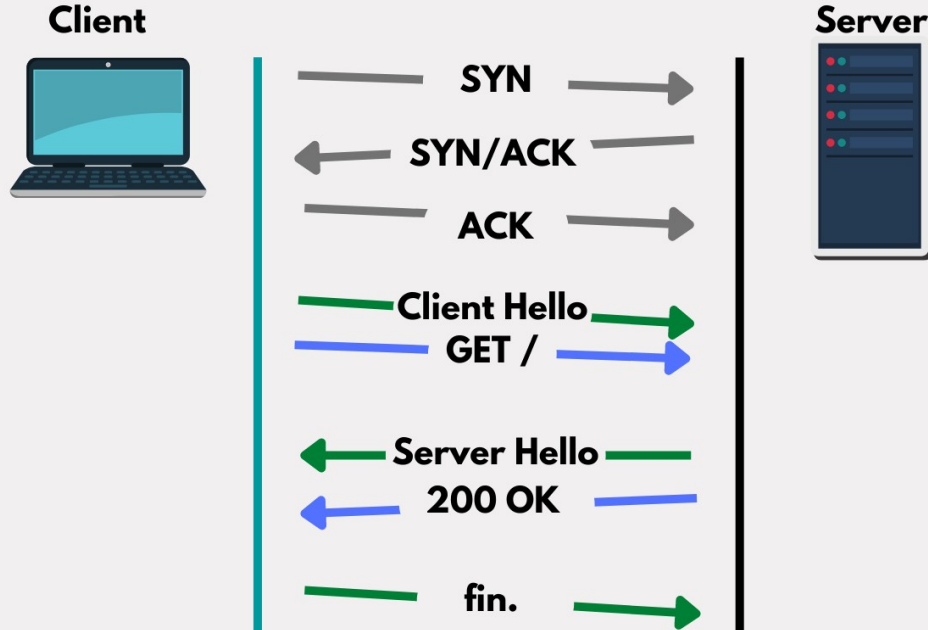 Client
Server
SYN
SYN/ACK
ACK
Client Hello
GET /
Server Hello
200 OK
fin.